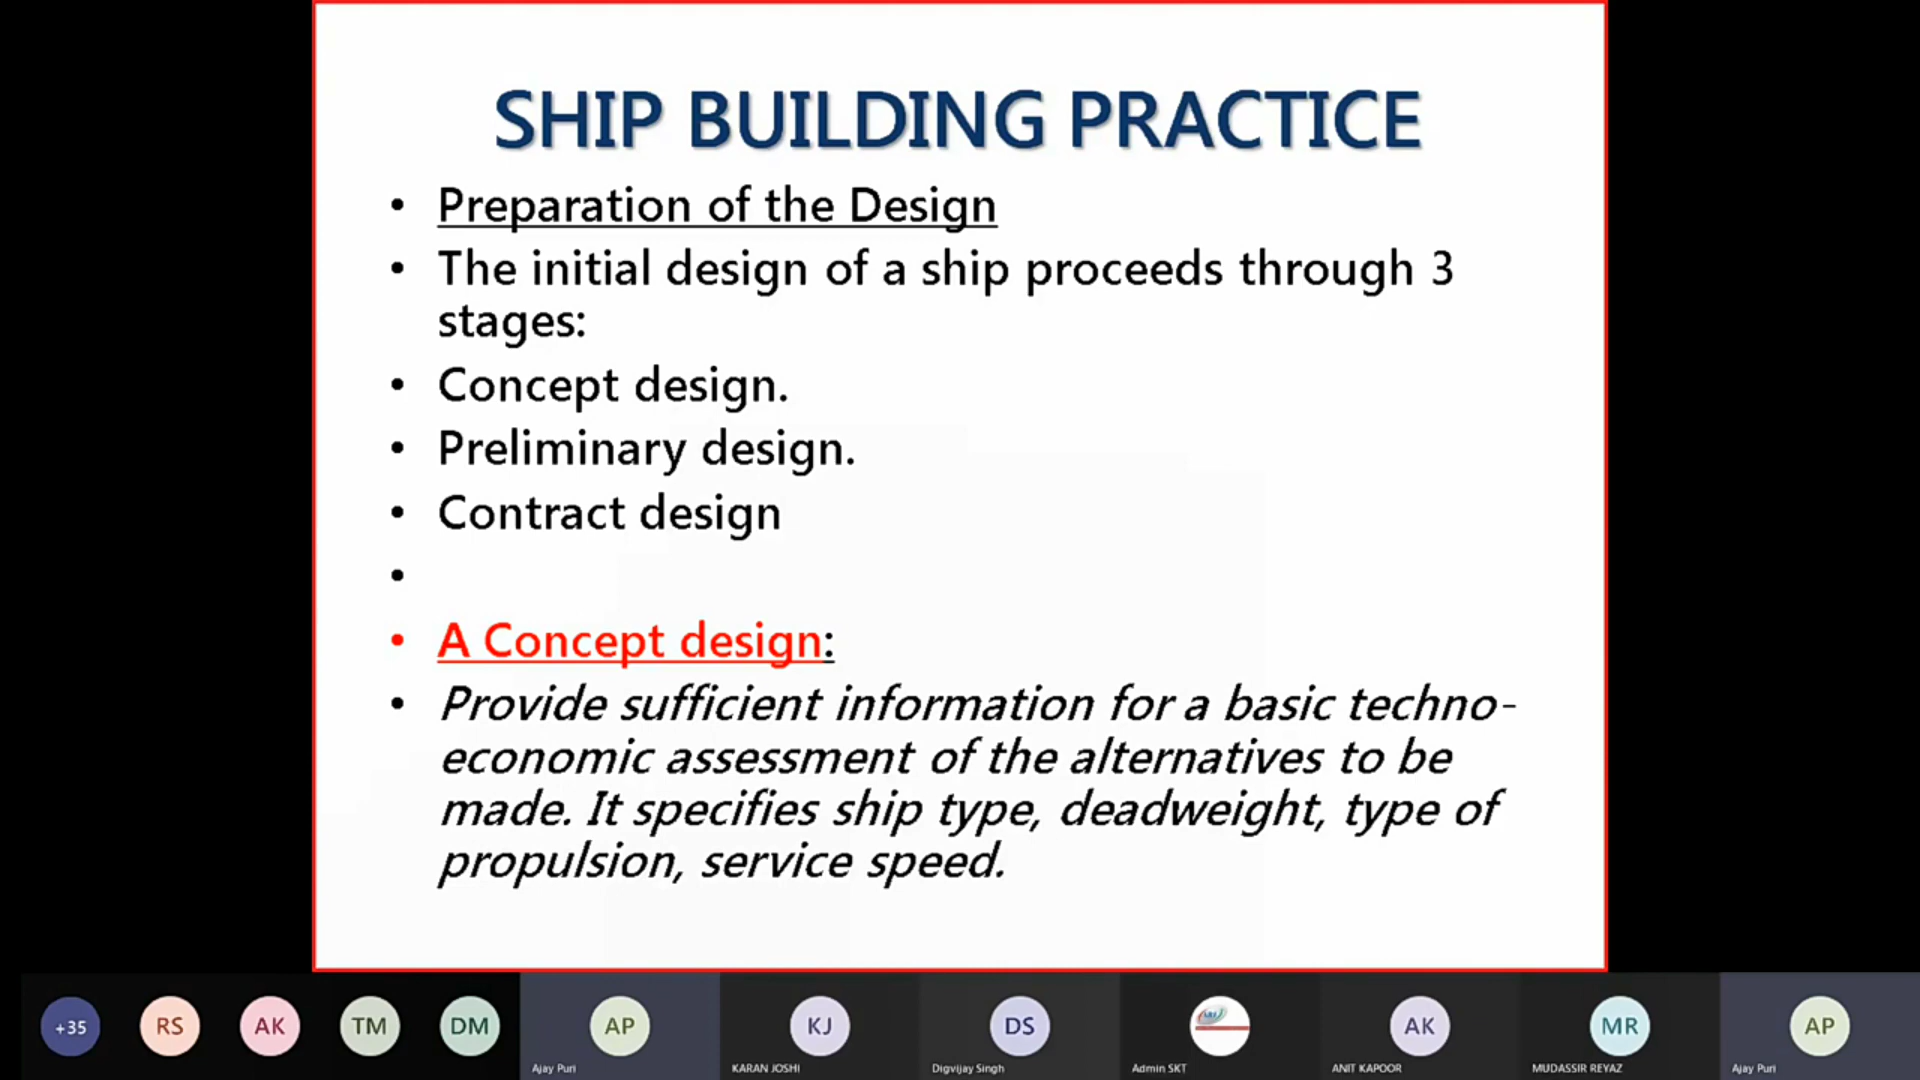 SHIP BUILDING PRACTICE
• Preparation of the Design
• The initial design of a ship proceeds through 3
stages:
• Concept design.
• Preliminary design.
• Contract design
•
• A Concept design:
• Provide sufficient information for a basic techno-
economic assessment of the alternatives to be
made. It specifies ship type, deadweight, type of
propulsion, service speed.
+35 RS AK TM DM AP KJ DS AK MR AP
Ajay Puri KARAN JOSHI Digvijay Singh Admin SKT ANIT KAPOOR MUDASSIR REYAZ Ajay Puri